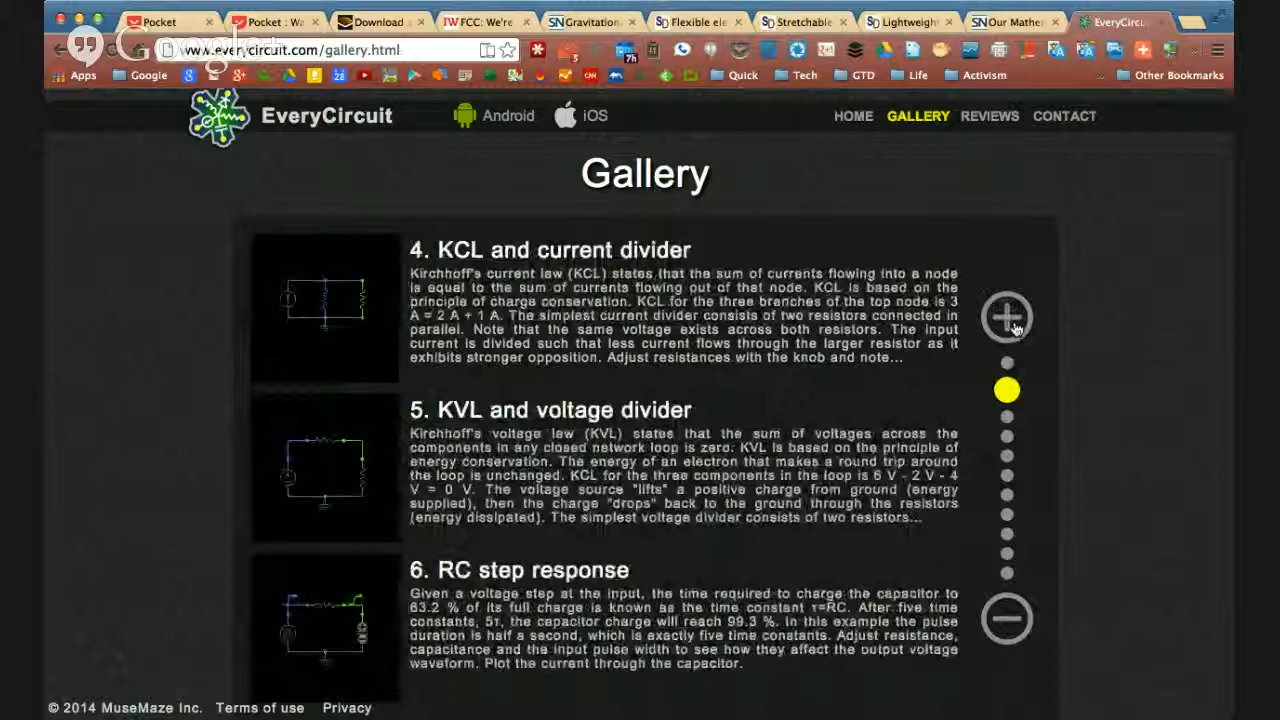 Pocket
Pocket : Wa
Download
FCC: We're
Gravitation
Flexible ele
Stretchable
Lightweigh
Our Mathe
EveryCircu
Google+
www.everycircuit.com/gallery.html
5
7h
Apps
Google
28
Quick
Tech
GTD
Life
Activism
Other Bookmarks
EveryCircuit
Android
iOS
HOME
GALLERY
REVIEWS
CONTACT
Gallery
4. KCL and current divider
Kirchhoff's current law (KCL) states that the sum of currents flowing into a node
is equal to the sum of currents flowing out of that node. KCL is based on the
principle of charge conservation. KCL for the three branches of the top node is 3
A = 2 A + 1 A. The simplest current divider consists of two resistors connected in
parallel. Note that the same voltage exists across both resistors. The input
current is divided such that less current flows through the larger resistor as it
exhibits stronger opposition. Adjust resistances with the knob and note...
5. KVL and voltage divider
Kirchhoff's voltage law (KVL) states that the sum of voltages across the
components in any closed network loop is zero. KVL is based on the principle of
energy conservation. The energy of an electron that makes a round trip around
the loop is unchanged. KCL for the three components in the loop is 6 V - 2 V - 4
V = 0 V. The voltage source "lifts" a positive charge from ground (energy
supplied), then the charge "drops" back to the ground through the resistors
(energy dissipated). The simplest voltage divider consists of two resistors...
6. RC step response
Given a voltage step at the input, the time required to charge the capacitor to
63.2 % of its full charge is known as the time constant τ=RC. After five time
constants, 5τ, the capacitor charge will reach 99.3 %. In this example the pulse
duration is half a second, which is exactly five time constants. Adjust resistance,
capacitance and the input pulse width to see how they affect the output voltage
waveform. Plot the current through the capacitor.
© 2014 MuseMaze Inc.
Terms of use
Privacy